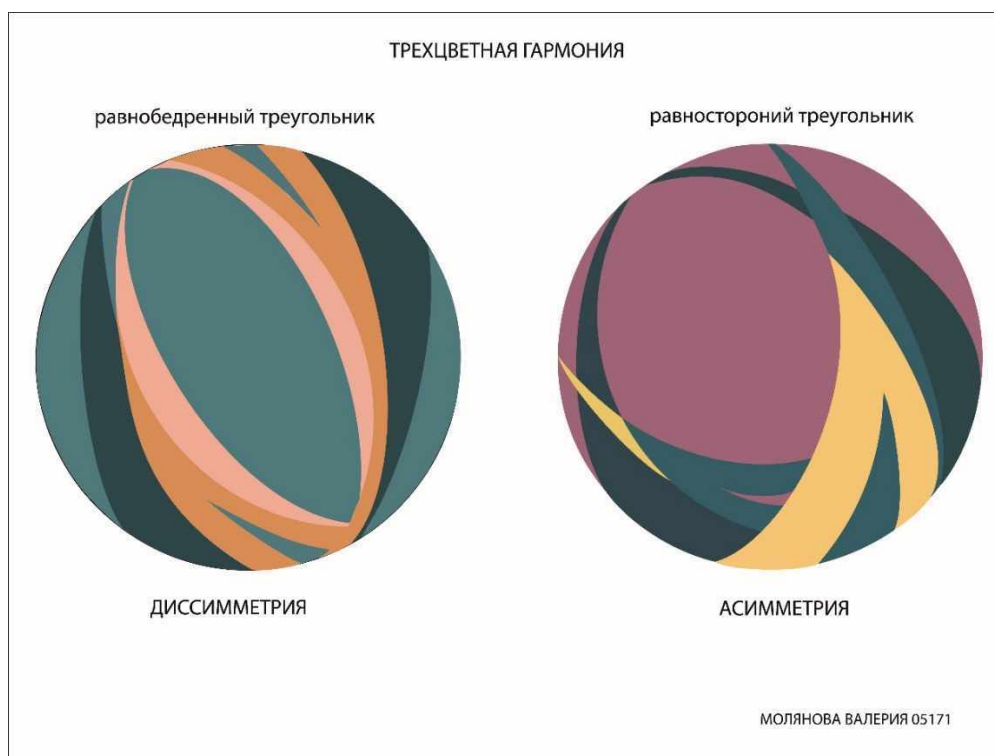 ТРЕХЦВЕТНАЯ ГАРМОНИЯ
равнобедренный треугольник
равностороний треугольник
ДИССИММЕТРИЯ
АСИММЕТРИЯ
МОЛЯНОВА ВАЛЕРИЯ 05171